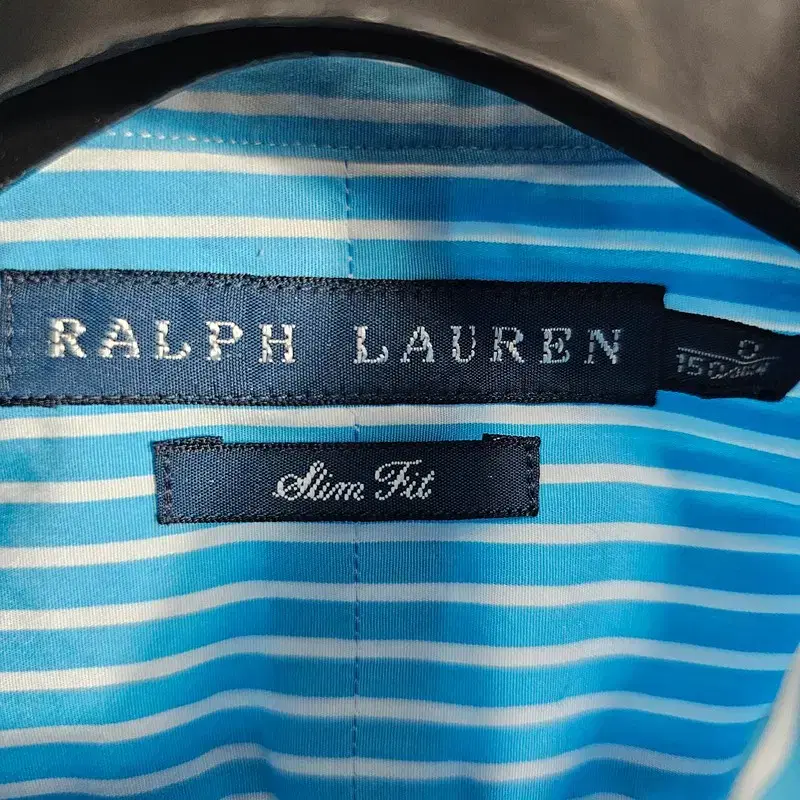 RALPH LAUREN
0
Slim Fit